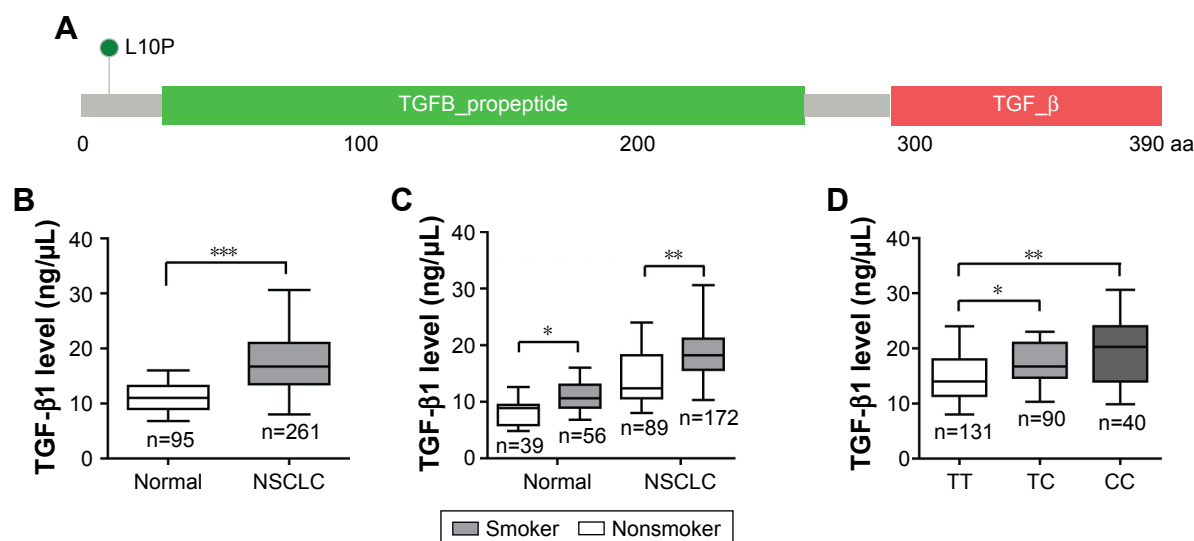 A
L10P
TGFB_propeptide
TGF_β
0 100 200 300 390 aa
B
TGF-β1 level (ng/µL)
40
30
20
10
0
***
n=95
n=261
Normal NSCLC
C
TGF-β1 level (ng/µL)
40
30
20
10
0
*
**
n=39
n=56
n=89
n=172
Normal NSCLC
Smoker Nonsmoker
D
TGF-β1 level (ng/µL)
40
30
20
10
0
**
*
n=131
n=90
n=40
TT TC CC